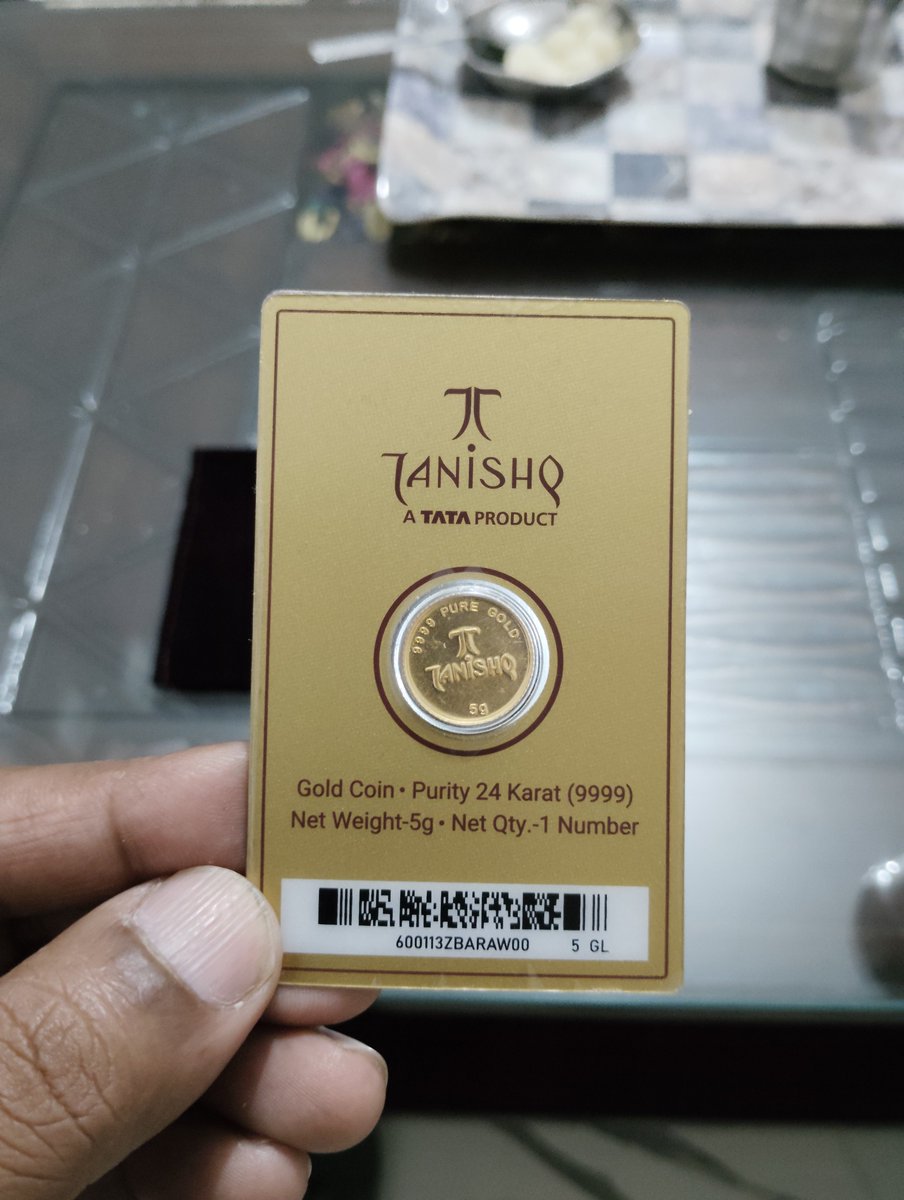 TANiSHQ
A TATA PRODUCT
9999 PURE GOLD
TANiSHQ
5g
Gold Coin • Purity 24 Karat (9999)
Net Weight-5g • Net Qty.-1 Number
600113ZBARAW00 5 GL